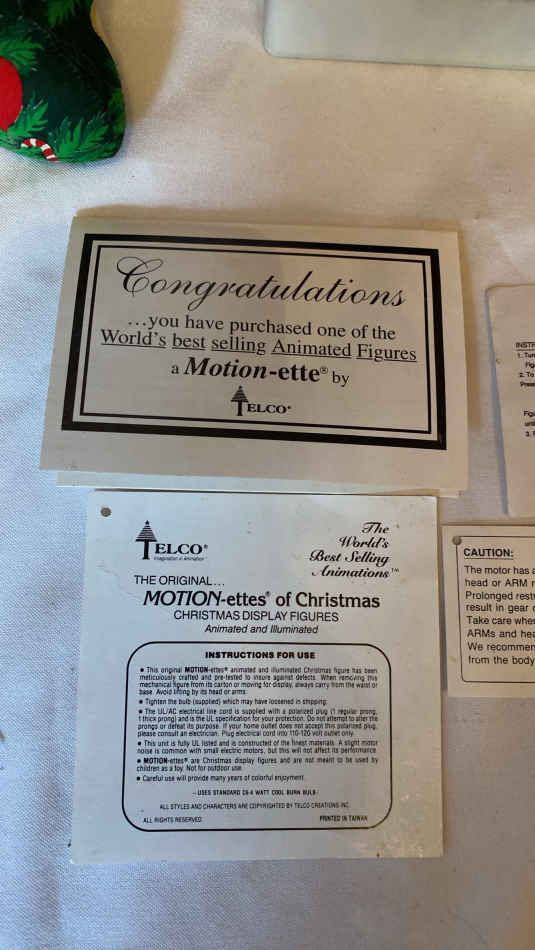 Congratulations
...you have purchased one of the
World's best selling Animated Figures
a Motion-ette® by
TELCO®
TELCO®
Imagination in Animation
The
World's
Best Selling
Animations™
THE ORIGINAL...
MOTION-ettes® of Christmas
CHRISTMAS DISPLAY FIGURES
Animated and Illuminated
INSTRUCTIONS FOR USE
● This original MOTION-ettes® animated and illuminated Christmas figure has been
meticulously crafted and pre-tested to insure against defects. When removing this
mechanical figure from its carton or moving for display, always carry from the waist or
base. Avoid lifting by its head or arms.
● Tighten the bulb (supplied) which may have loosened in shipping.
● The UL/AC electrical line cord is supplied with a polarized plug (1 regular prong,
1 thick prong) and is the UL specification for your protection. Do not attempt to alter the
prongs or defeat its purpose. If your home outlet does not accept this polarized plug,
please consult an electrician. Plug electrical cord into 110-120 volt outlet only.
● This unit is fully UL listed and is constructed of the finest materials. A slight motor
noise is common with small electric motors, but this will not affect its performance.
● MOTION-ettes® are Christmas display figures and are not meant to be used by
children as a toy. Not for outdoor use.
● Careful use will provide many years of colorful enjoyment.
- USES STANDARD C6-4 WATT COOL BURN BULB-
ALL STYLES AND CHARACTERS ARE COPYRIGHTED BY TELCO CREATIONS INC.
ALL RIGHTS RESERVED. PRINTED IN TAIWAN
1.
2. To
3.
CAUTION:
The motor has a
head or ARM
Prolonged
result in gear
Take care
ARMs and
We
from the body